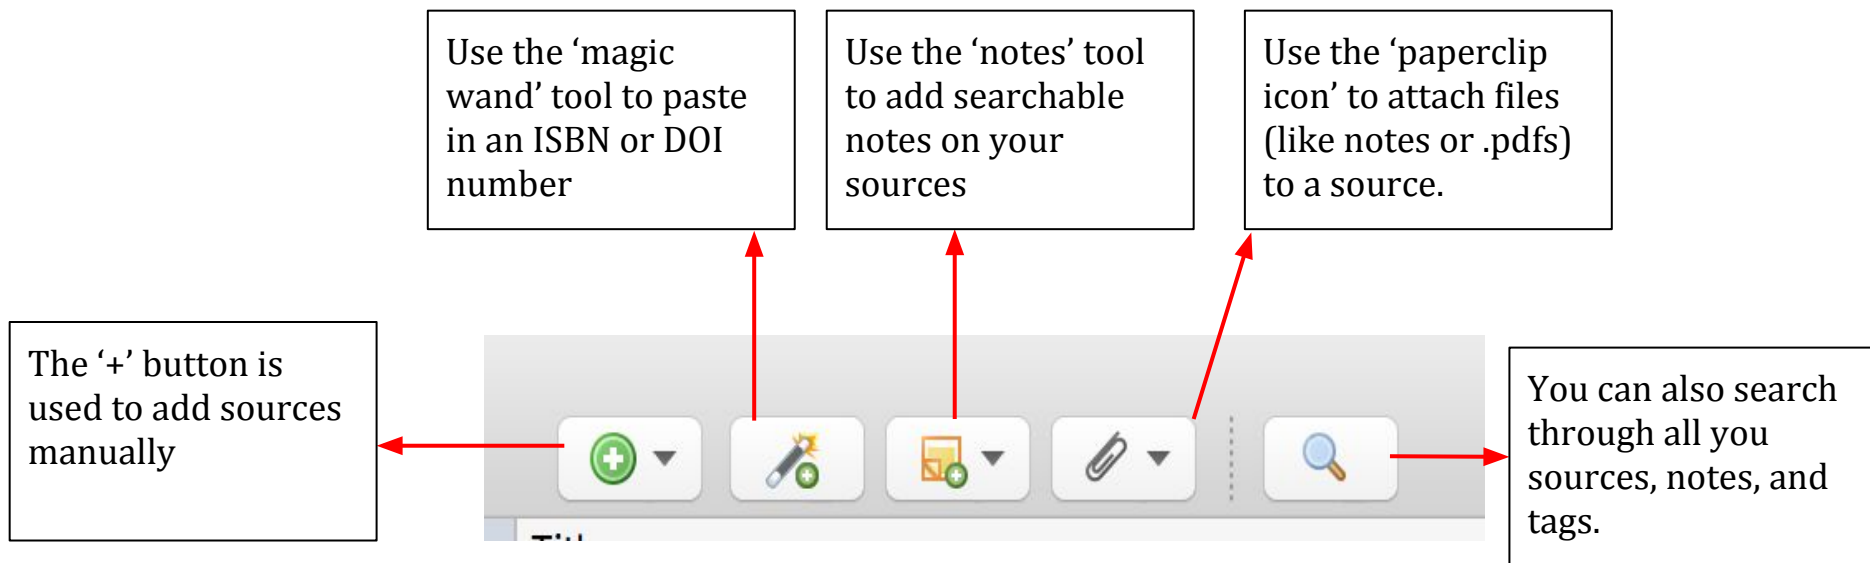 Use the ‘magic
wand’ tool to paste
in an ISBN or DOI
number
Use the ‘notes’ tool
to add searchable
notes on your
sources
Use the ‘paperclip
icon’ to attach files
(like notes or .pdfs)
to a source.
The ‘+’ button is
used to add sources
manually
You can also search
through all you
sources, notes, and
tags.